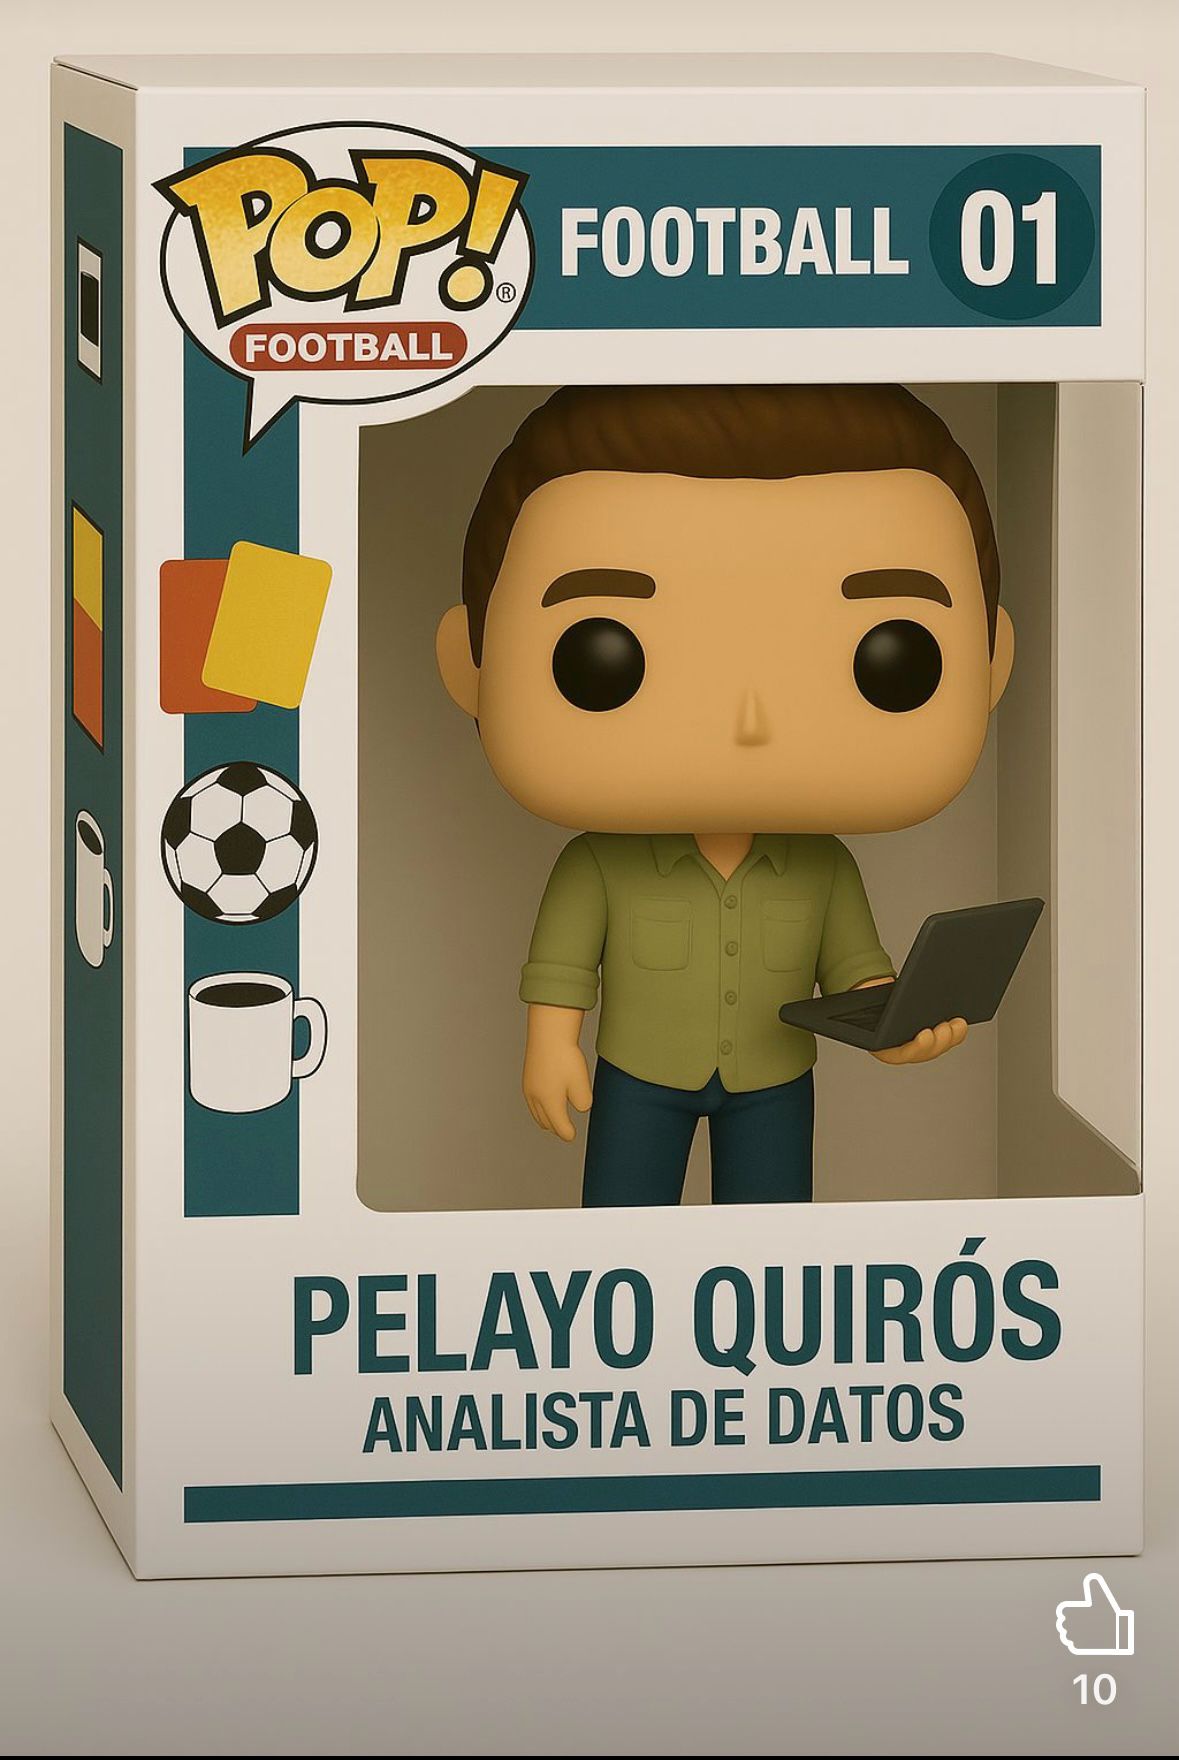 POP!®
FOOTBALL
FOOTBALL 01
PELAYO QUIRÓS
ANALISTA DE DATOS
10